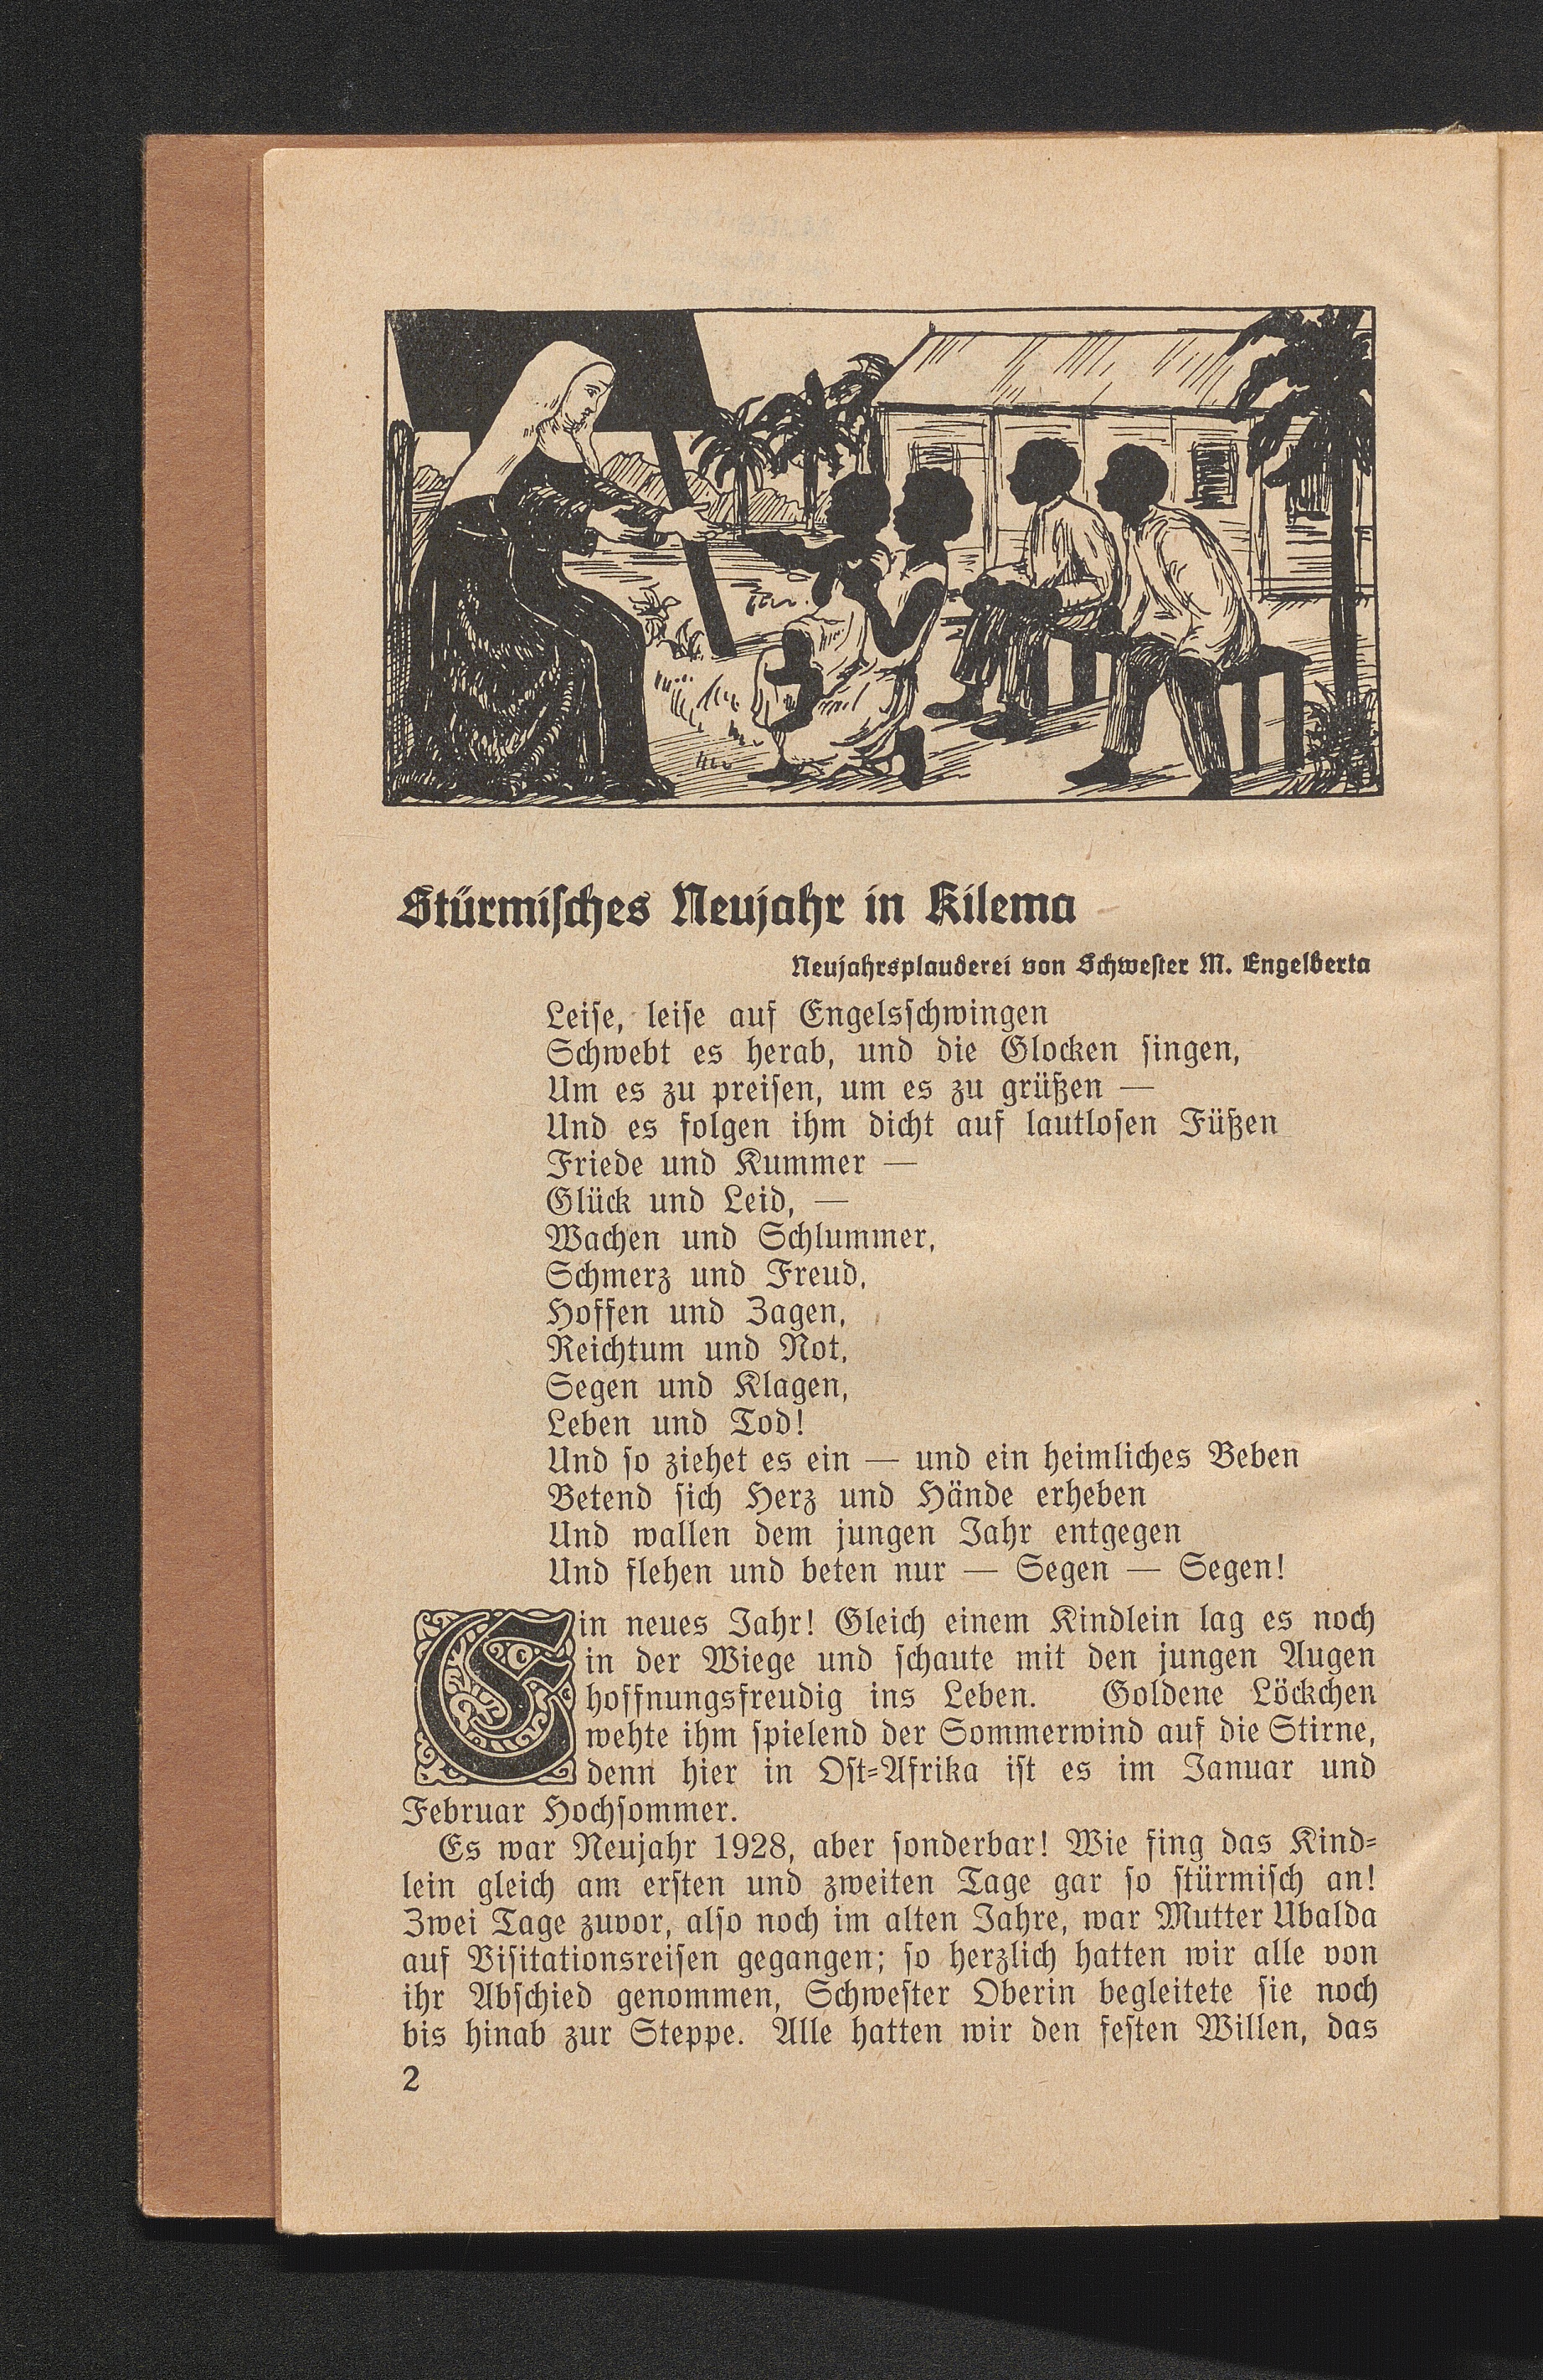 Stürmisches Neujahr in Kilema
Neujahrsplauderei von Schwester M. Engelberta
Leise, leise auf Engelsschwingen
Schwebt es herab, und die Glocken singen,
Um es zu preisen, um es zu grüßen —
Und es folgen ihm dicht auf lautlosen Füßen
Friede und Kummer —
Glück und Leid, —
Wachen und Schlummer,
Schmerz und Freud,
Hoffen und Zagen,
Reichtum und Not,
Segen und Klagen,
Leben und Tod!
Und so ziehet es ein — und ein heimliches Beben
Betend sich Herz und Hände erheben
Und wallen dem jungen Jahr entgegen
Und flehen und beten nur — Segen — Segen!
Ein neues Jahr! Gleich einem Kindlein lag es noch
in der Wiege und schaute mit den jungen Augen
hoffnungsfreudig ins Leben. Goldene Löckchen
wehte ihm spielend der Sommerwind auf die Stirne,
denn hier in Ost-Afrika ist es im Januar und
Februar Hochsommer.
Es war Neujahr 1928, aber sonderbar! Wie fing das Kind-
lein gleich am ersten und zweiten Tage gar so stürmisch an!
Zwei Tage zuvor, also noch im alten Jahre, war Mutter Ubalda
auf Visitationsreisen gegangen; so herzlich hatten wir alle von
ihr Abschied genommen, Schwester Oberin begleitete sie noch
bis hinab zur Steppe. Alle hatten wir den festen Willen, das
2